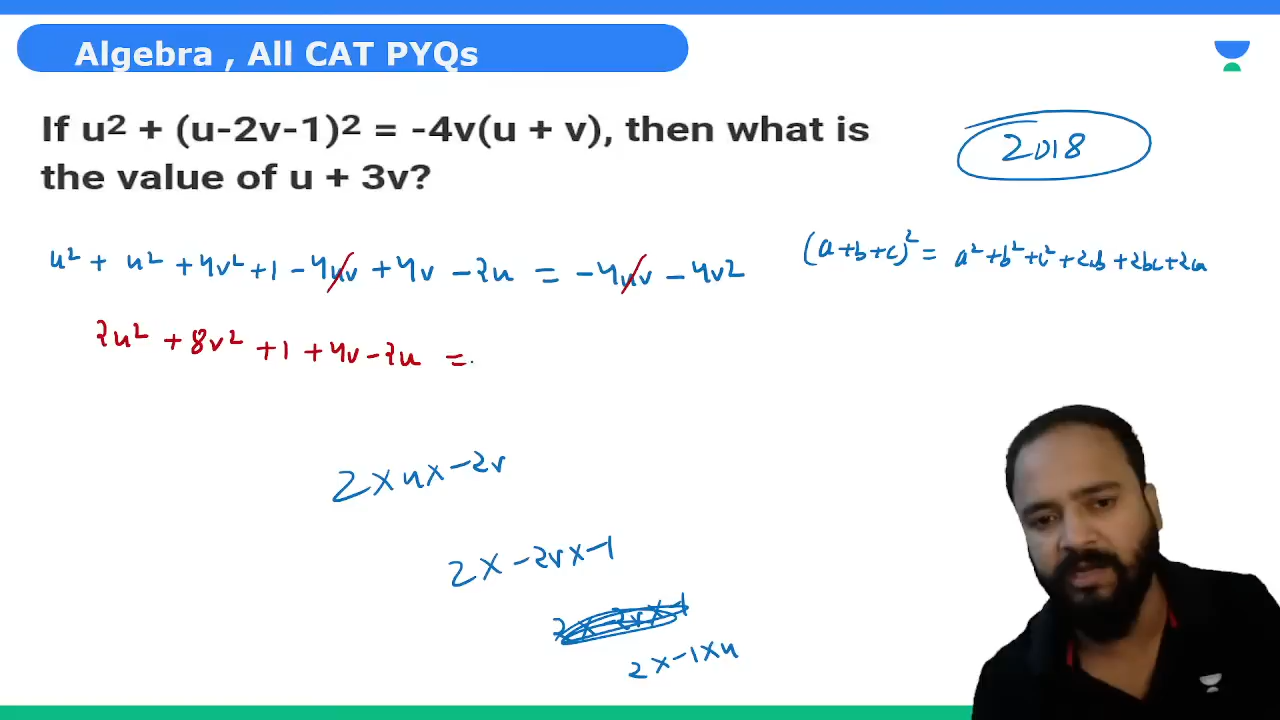 Algebra , All CAT PYQs
If u² + (u-2v-1)² = -4v(u + v), then what is
the value of u + 3v?
2018
u² + u² + 4v² + 1 - 4uv + 4v - 2u = -4uv - 4v²
(a+b+c)² = a² + b² + c² + 2ab + 2bc + 2ca
2u² + 8v² + 1 + 4v - 2u =
2 x u x -2v
2 x -2v x -1
2 x -1 x u